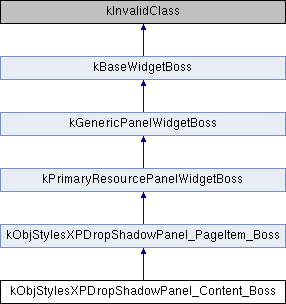 kInvalidClass
kBaseWidgetBoss
kGenericPanelWidgetBoss
kPrimaryResourcePanelWidgetBoss
kObjStylesXPDropShadowPanel_PageItem_Boss
kObjStylesXPDropShadowPanel_Content_Boss